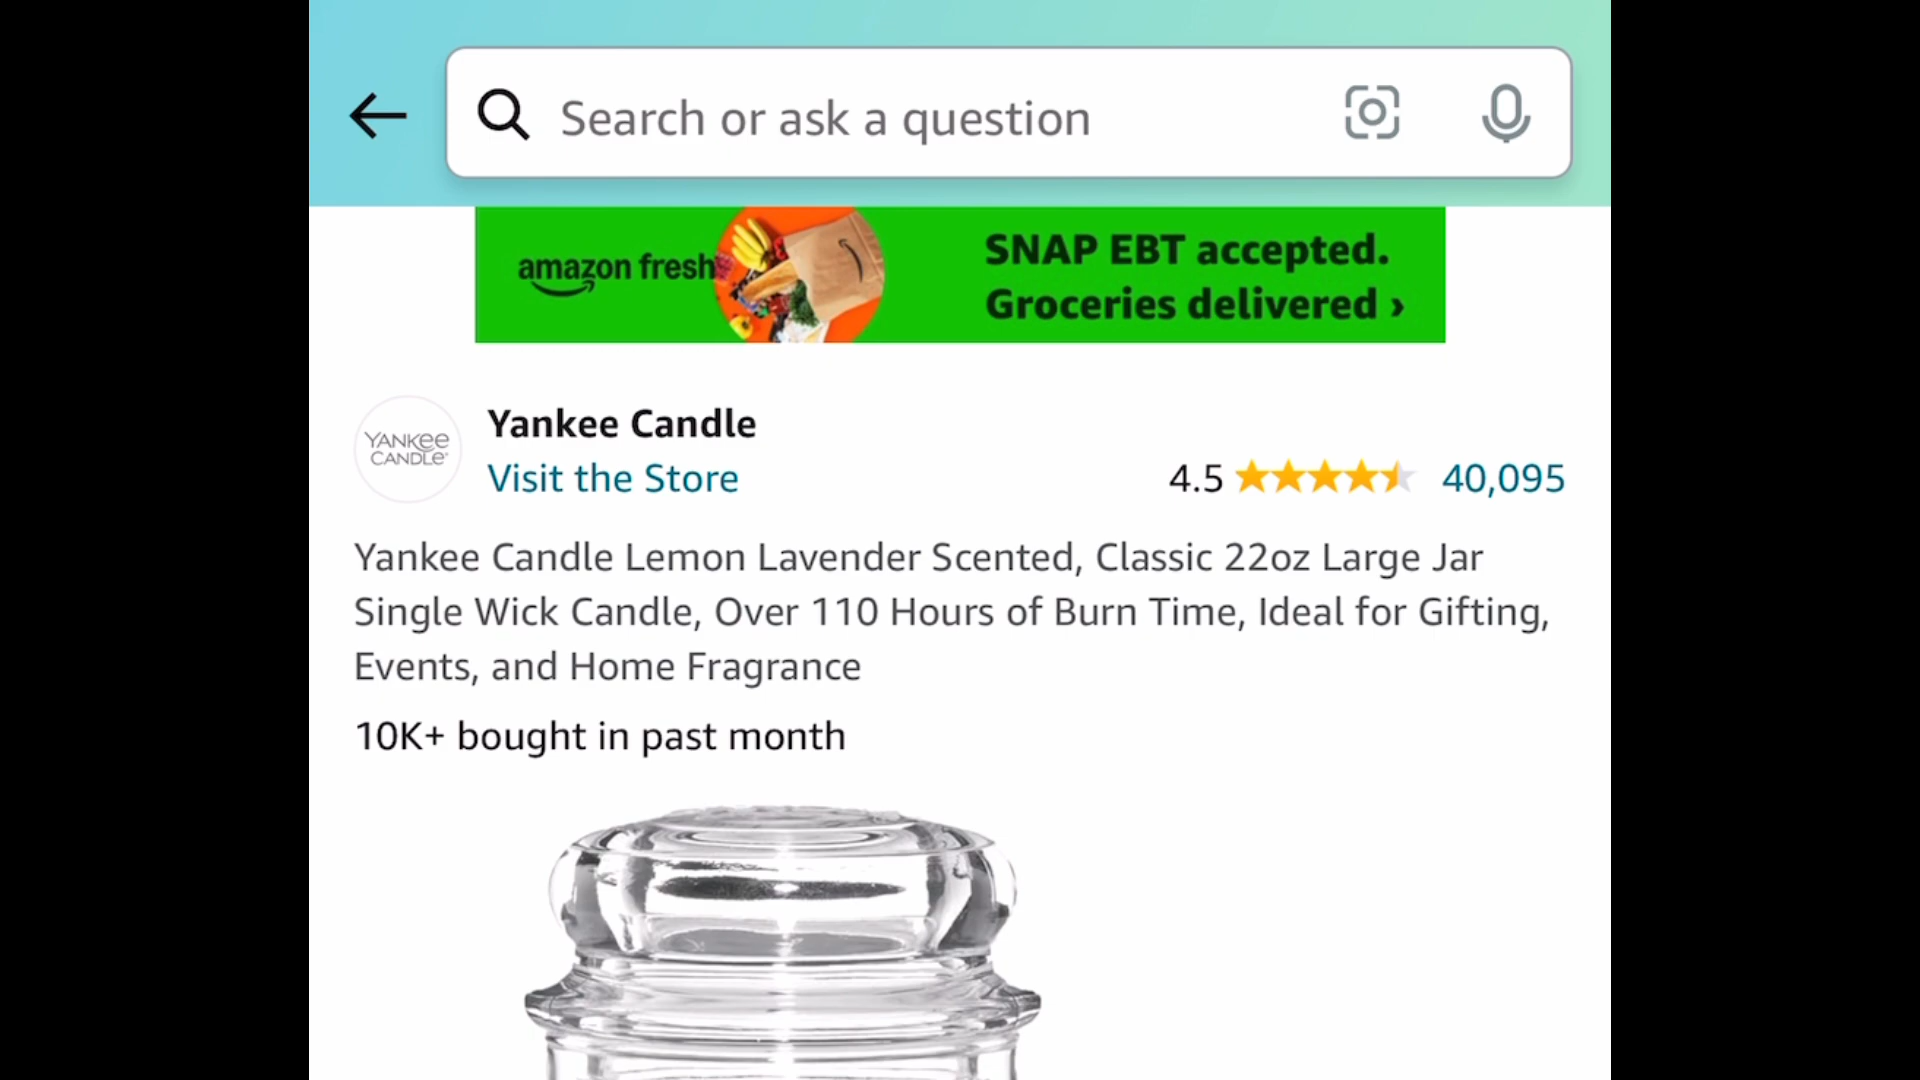 Search or ask a question
amazon fresh
SNAP EBT accepted.
Groceries delivered ›
YANKEE
CANDLE®
Yankee Candle
Visit the Store
4.5 40,095
Yankee Candle Lemon Lavender Scented, Classic 22oz Large Jar
Single Wick Candle, Over 110 Hours of Burn Time, Ideal for Gifting,
Events, and Home Fragrance
10K+ bought in past month